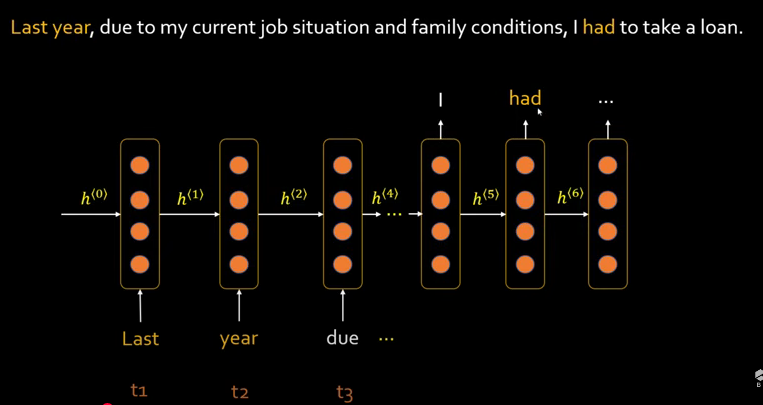 Last year, due to my current job situation and family conditions, I had to take a loan.
I had ...
h⟨0⟩ h⟨1⟩ h⟨2⟩ h⟨4⟩ ... h⟨5⟩ h⟨6⟩
Last year due ...
t1 t2 t3
B